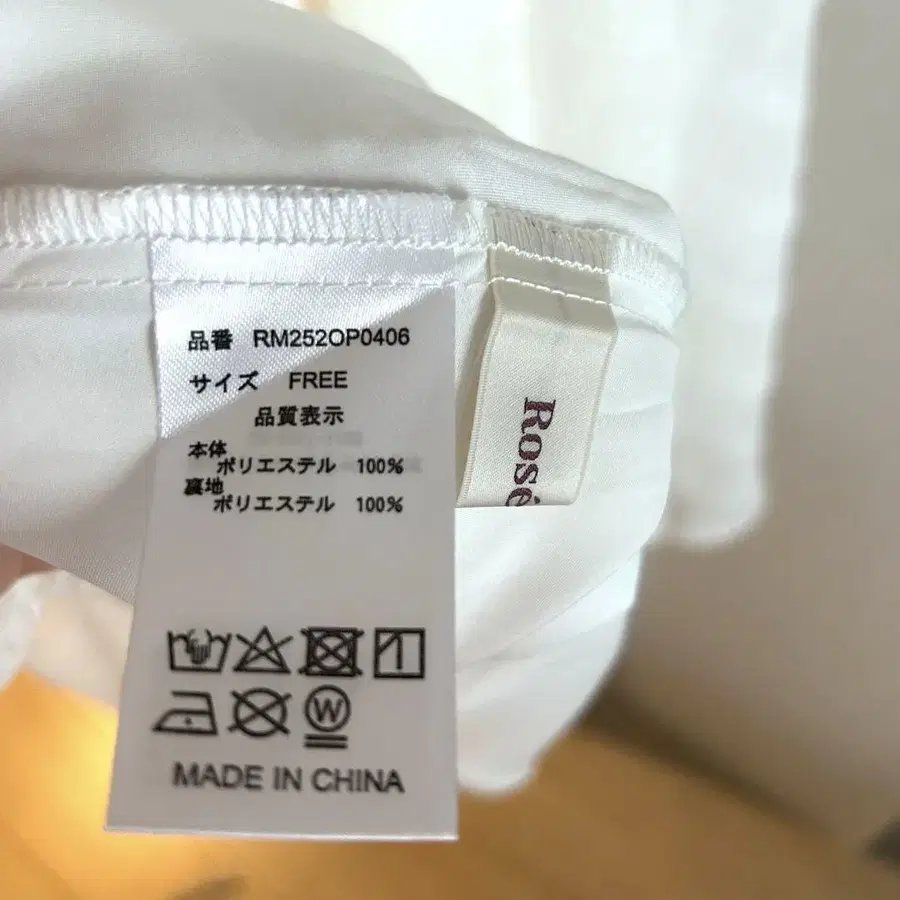 品番 RM252OP0406
サイズ FREE
品質表示
本体
ポリエステル 100%
裏地
ポリエステル 100%
W
MADE IN CHINA
Rosé